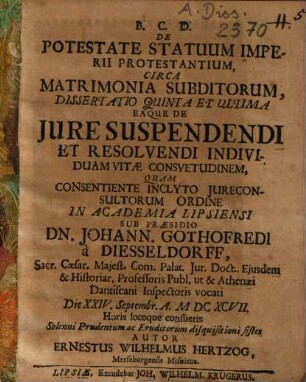 A. Dios.
2370
H.5
B. C. D.
DE
POTESTATE STATUUM IMPE-
RII PROTESTANTIUM,
CIRCA
MATRIMONIA SUBDITORUM,
DISSERTATIO QUINTA ET ULTIMA
EAQUE DE
JURE SUSPENDENDI
ET RESOLVENDI INDIVI-
DUAM VITÆ CONSVETUDINEM,
QUAM
CONSENTIENTE INCLYTO JURECON-
SULTORUM ORDINE
IN ACADEMIA LIPSIENSI
SUB PRÆSIDIO
DN. JOHANN. GOTHOFREDI
à DIESSELDORFF,
Sacr. Cæsar. Majest. Com. Palat. Jur. Doct. Ejusdem
& Historiar. Professoris Publ. ut & Athenæi
Dantiscani Inspectoris vocati
Die XXIV. Septembr. A. M DC XCVII.
Horis locoque consvetis
Solenni Prudentum ac Eruditorum disquisitioni sistet
AUTOR
ERNESTUS WILHELMUS HERTZOG,
Merseburgensis Misnicus.
LIPSIÆ, Excudebat JOH. WILHELM. KRÜGERUS.